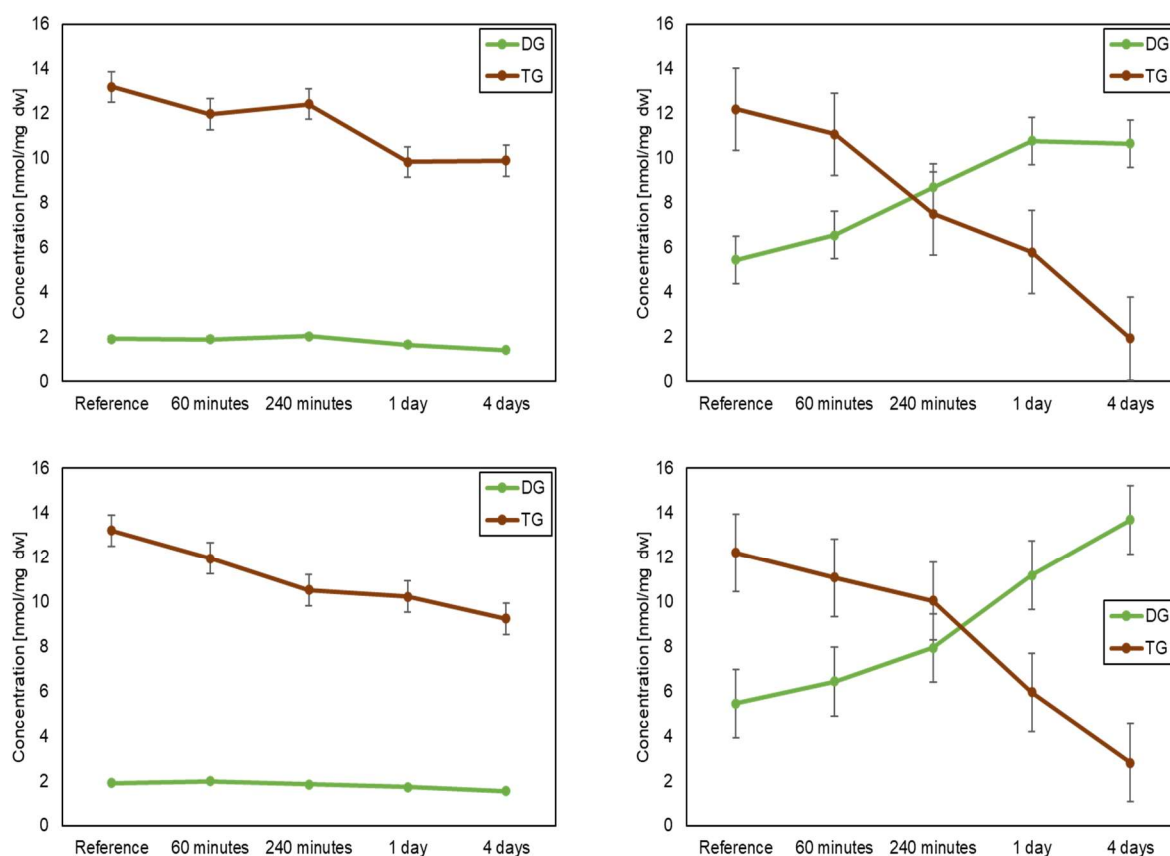 16
14
12
10
8
6
4
2
0
Concentration [nmol/mg dw]
DG
TG
Reference 60 minutes 240 minutes 1 day 4 days
16
14
12
10
8
6
4
2
0
Concentration [nmol/mg dw]
DG
TG
Reference 60 minutes 240 minutes 1 day 4 days
16
14
12
10
8
6
4
2
0
Concentration [nmol/mg dw]
DG
TG
Reference 60 minutes 240 minutes 1 day 4 days
16
14
12
10
8
6
4
2
0
Concentration [nmol/mg dw]
DG
TG
Reference 60 minutes 240 minutes 1 day 4 days